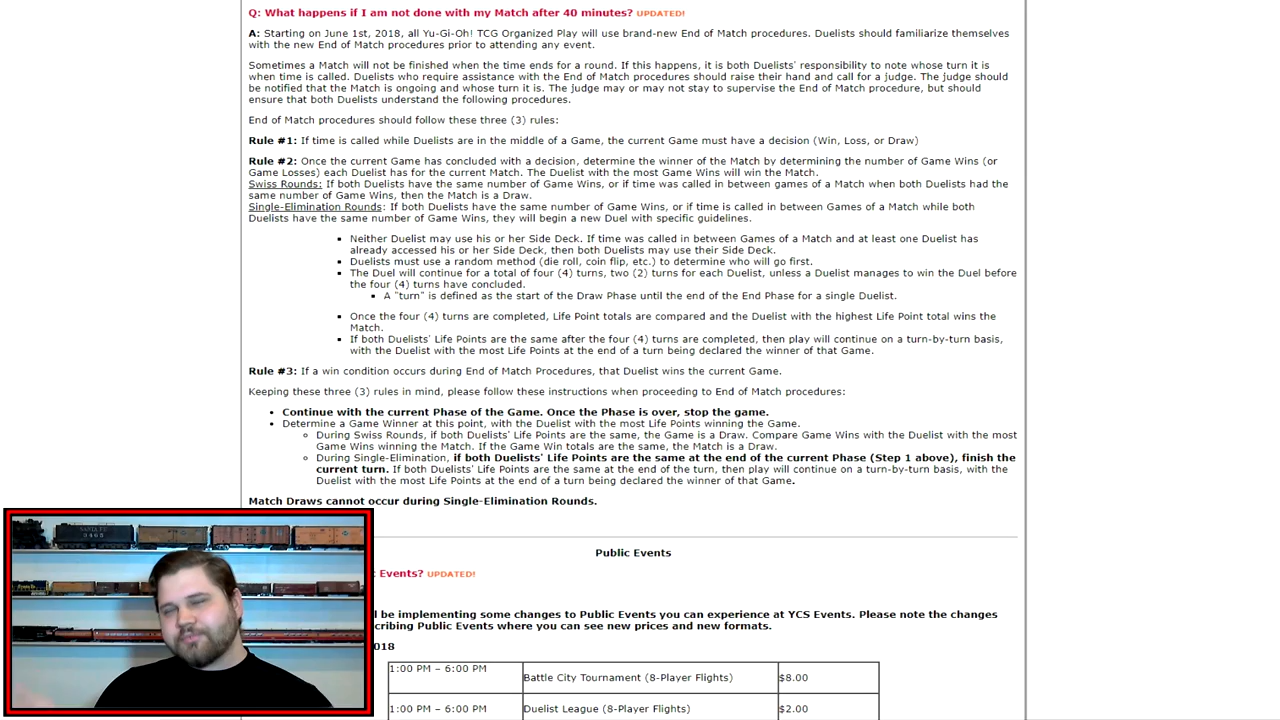 Q: What happens if I am not done with my Match after 40 minutes? UPDATED!
A: Starting on June 1st, 2018, all Yu-Gi-Oh! TCG Organized Play will use brand-new End of Match procedures. Duelists should familiarize themselves
with the new End of Match procedures prior to attending any event.
Sometimes a Match will not be finished when the time ends for a round. If this happens, it is both Duelists' responsibility to note whose turn it is
when time is called. Duelists who require assistance with the End of Match procedures should raise their hand and call for a judge. The judge should
be notified that the Match is ongoing and whose turn it is. The judge may or may not stay to supervise the End of Match procedure, but should
ensure that both Duelists understand the following procedures.
End of Match procedures should follow these three (3) rules:
Rule #1: If time is called while Duelists are in the middle of a Game, the current Game must have a decision (Win, Loss, or Draw)
Rule #2: Once the current Game has concluded with a decision, determine the winner of the Match by determining the number of Game Wins (or
Game Losses) each Duelist has for the current Match. The Duelist with the most Game Wins will win the Match.
Swiss Rounds: If both Duelists have the same number of Game Wins, or if time was called in between games of a Match when both Duelists had the
same number of Game Wins, then the Match is a Draw.
Single-Elimination Rounds: If both Duelists have the same number of Game Wins, or if time is called in between Games of a Match while both
Duelists have the same number of Game Wins, they will begin a new Duel with specific guidelines.
▪ Neither Duelist may use his or her Side Deck. If time was called in between Games of a Match and at least one Duelist has
already accessed his or her Side Deck, then both Duelists may use their Side Deck.
▪ Duelists must use a random method (die roll, coin flip, etc.) to determine who will go first.
▪ The Duel will continue for a total of four (4) turns, two (2) turns for each Duelist, unless a Duelist manages to win the Duel before
the four (4) turns have concluded.
▪ A "turn" is defined as the start of the Draw Phase until the end of the End Phase for a single Duelist.
▪ Once the four (4) turns are completed, Life Point totals are compared and the Duelist with the highest Life Point total wins the
Match.
▪ If both Duelists' Life Points are the same after the four (4) turns are completed, then play will continue on a turn-by-turn basis,
with the Duelist with the most Life Points at the end of a turn being declared the winner of that Game.
Rule #3: If a win condition occurs during End of Match Procedures, that Duelist wins the current Game.
Keeping these three (3) rules in mind, please follow these instructions when proceeding to End of Match procedures:
• Continue with the current Phase of the Game. Once the Phase is over, stop the game.
• Determine a Game Winner at this point, with the Duelist with the most Life Points winning the Game.
○ During Swiss Rounds, if both Duelists' Life Points are the same, the Game is a Draw. Compare Game Wins with the Duelist with the most
Game Wins winning the Match. If the Game Win totals are the same, the Match is a Draw.
○ During Single-Elimination, if both Duelists' Life Points are the same at the end of the current Phase (Step 1 above), finish the
current turn. If both Duelists' Life Points are the same at the end of the turn, then play will continue on a turn-by-turn basis, with the
Duelist with the most Life Points at the end of a turn being declared the winner of that Game.
Match Draws cannot occur during Single-Elimination Rounds.
SANTA FE
3465
Public Events
Events? UPDATED!
l be implementing some changes to Public Events you can experience at YCS Events. Please note the changes
cribing Public Events where you can see new prices and new formats.
018
1:00 PM – 6:00 PM Battle City Tournament (8-Player Flights) $8.00
1:00 PM – 6:00 PM Duelist League (8-Player Flights) $2.00